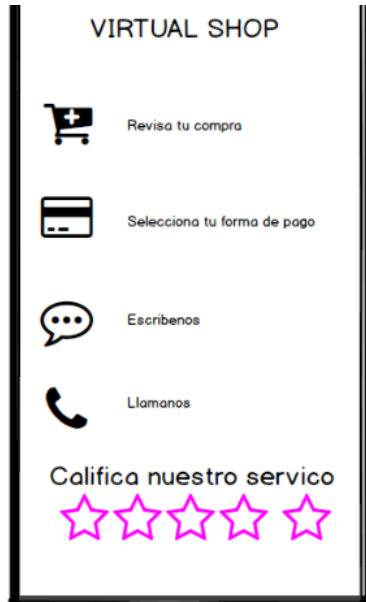 VIRTUAL SHOP
Revisa tu compra
Selecciona tu forma de pago
Escribenos
Llamanos
Califica nuestro servico